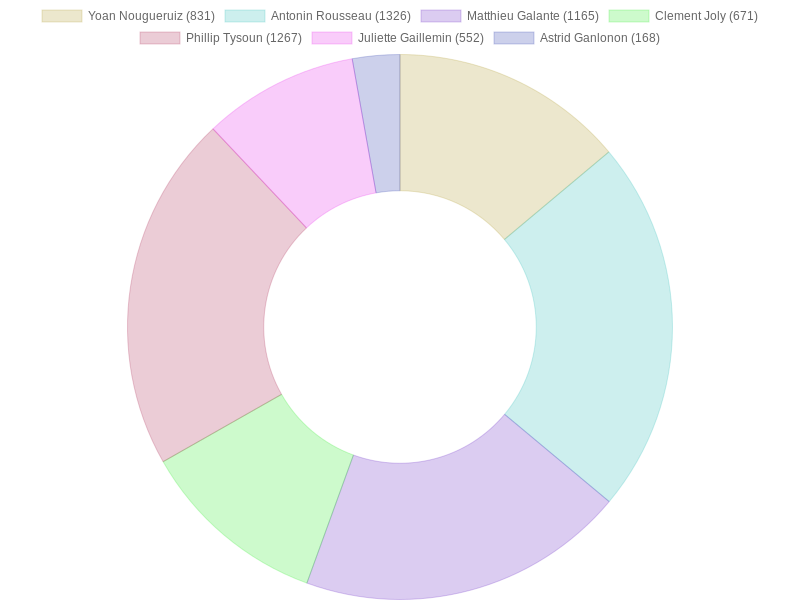 Yoan Nougueruiz (831) Antonin Rousseau (1326) Matthieu Galante (1165) Clement Joly (671)
Phillip Tysoun (1267) Juliette Gaillemin (552) Astrid Ganlonon (168)